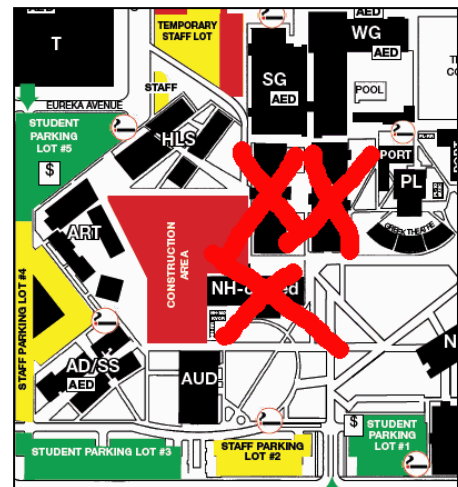 TEMPORARY
STAFF LOT
T
AED
WG
AED
SG
AED
POOL
STAFF
EUREKA AVENUE
STUDENT
PARKING
LOT #5
$
HLS
PORT
PL
GREEK THEATRE
ART
CONSTRUCTION
AREA
STAFF PARKING LOT #4
AD/SS
AED
AUD
$
STUDENT
PARKING
LOT #1
STUDENT PARKING LOT #3
STAFF PARKING
LOT #2